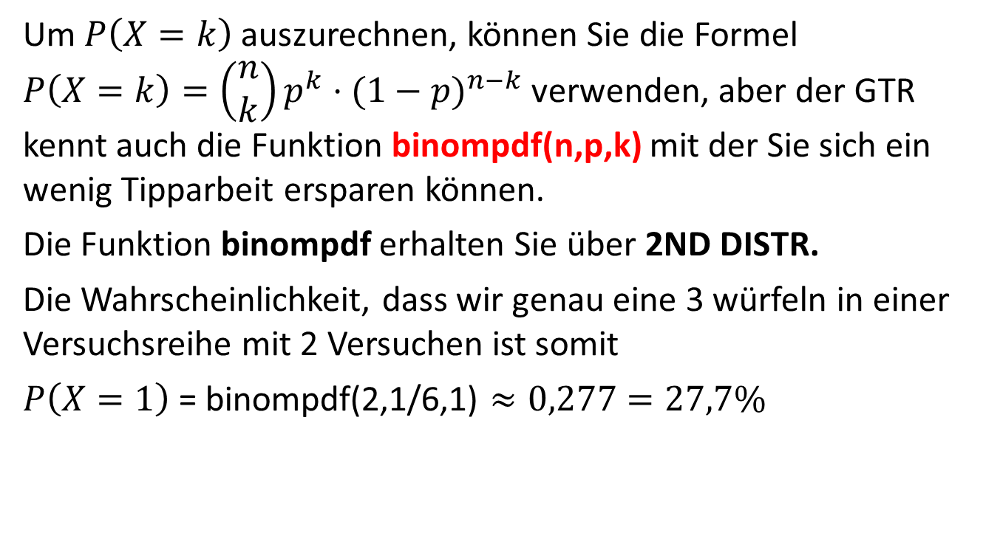 Um P(X = k) auszurechnen, können Sie die Formel
P(X = k) = (n k) p^k · (1 − p)^{n−k} verwenden, aber der GTR
kennt auch die Funktion binompdf(n,p,k) mit der Sie sich ein
wenig Tipparbeit ersparen können.
Die Funktion binompdf erhalten Sie über 2ND DISTR.
Die Wahrscheinlichkeit, dass wir genau eine 3 würfeln in einer
Versuchsreihe mit 2 Versuchen ist somit
P(X = 1) = binompdf(2,1/6,1) ≈ 0,277 = 27,7%